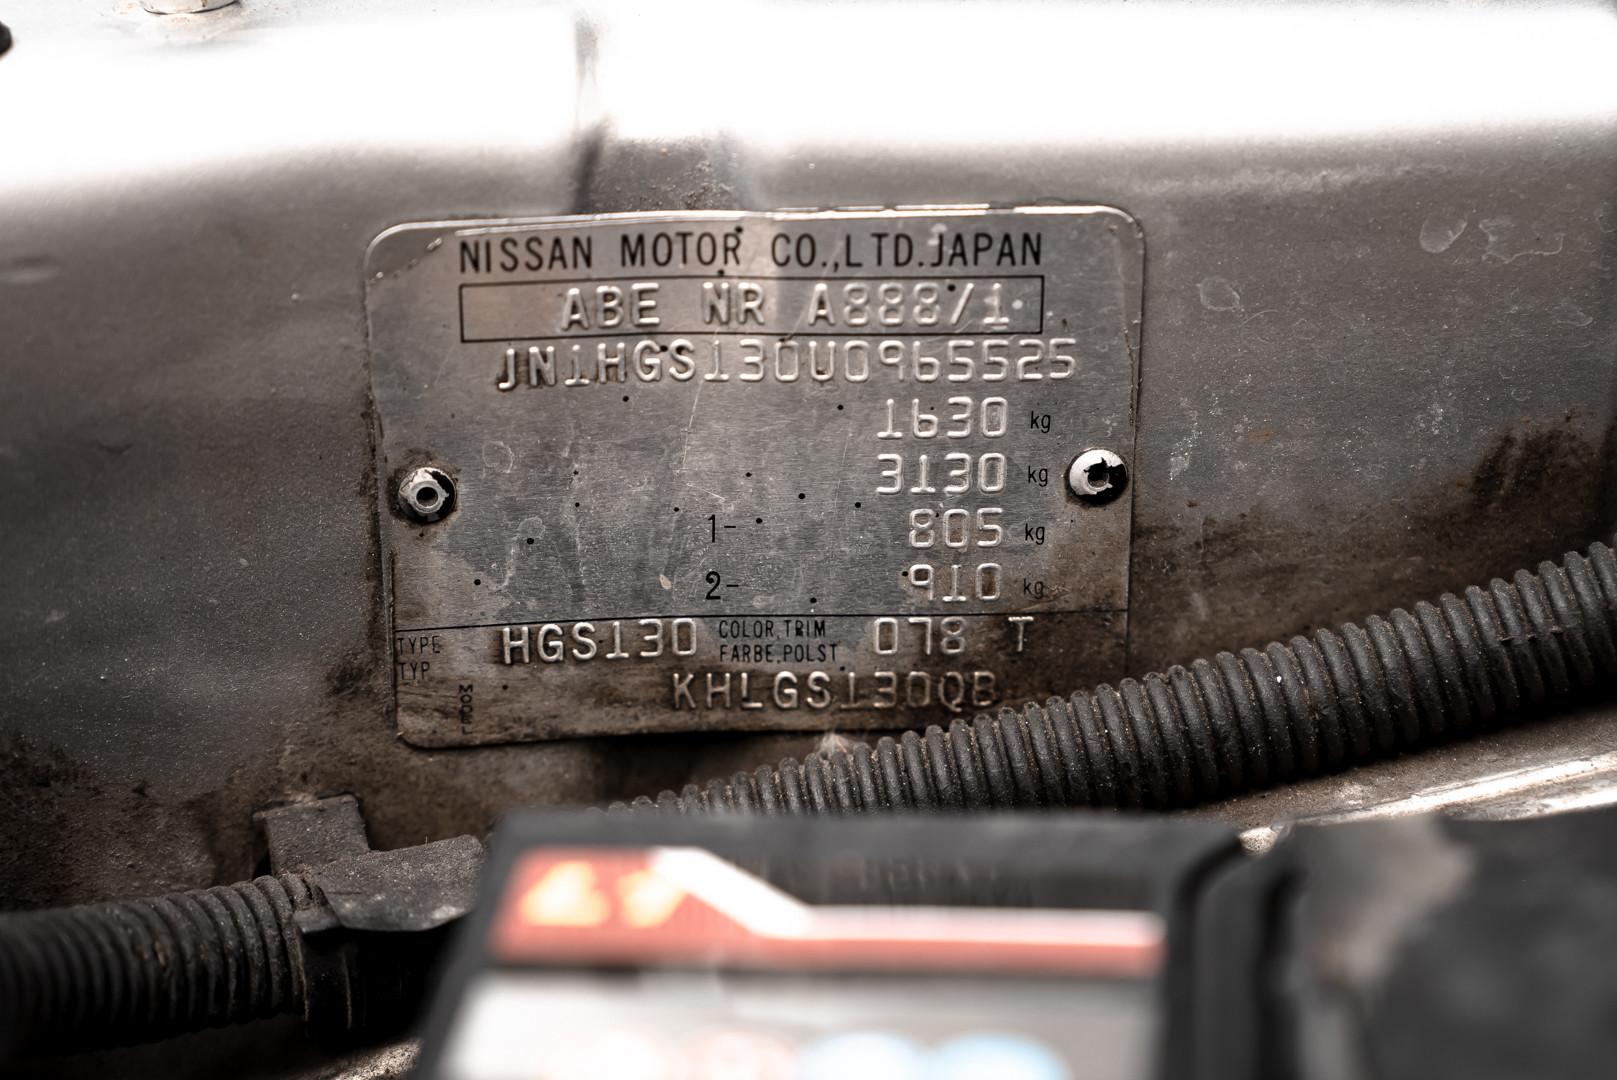 NISSAN MOTOR CO.,LTD.JAPAN
ABE NR A888/1
JN1HGS130U0965525
1630 kg
3130 kg
1- 805 kg
2- 910 kg
TYPE HGS130 COLOR,TRIM 078 T
TYP FARBE,POLST
MODEL KHLGS130QB